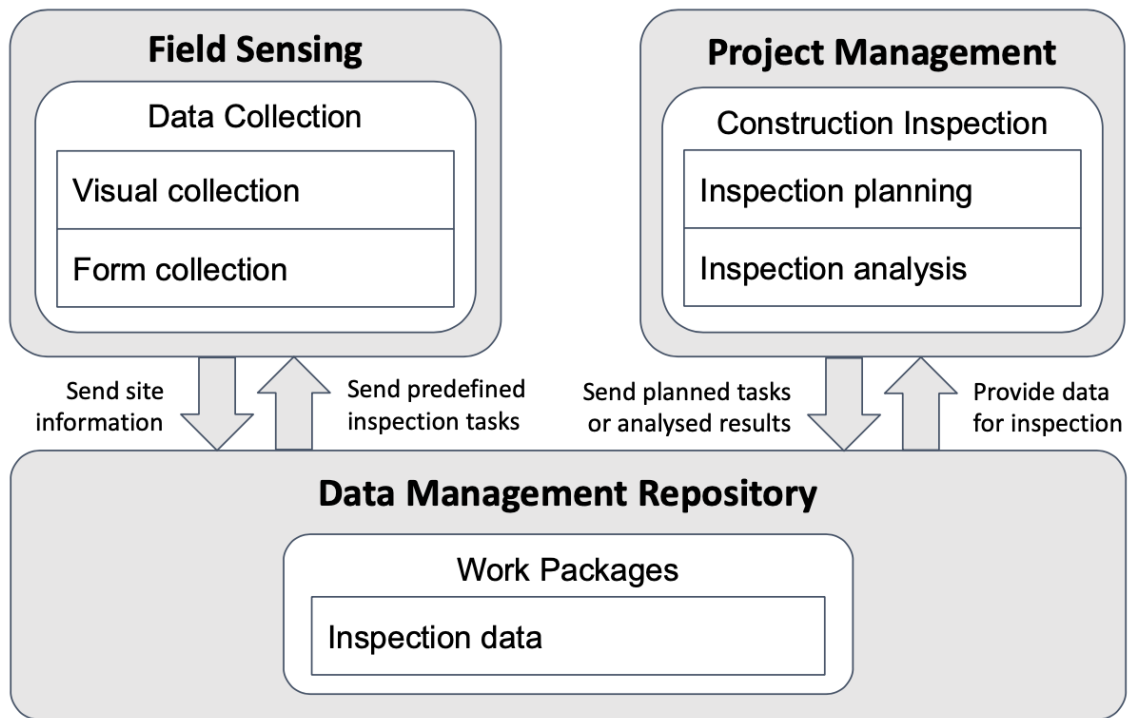 Field Sensing
Data Collection
Visual collection
Form collection
Project Management
Construction Inspection
Inspection planning
Inspection analysis
Send site
information
Send predefined
inspection tasks
Send planned tasks
or analysed results
Provide data
for inspection
Data Management Repository
Work Packages
Inspection data